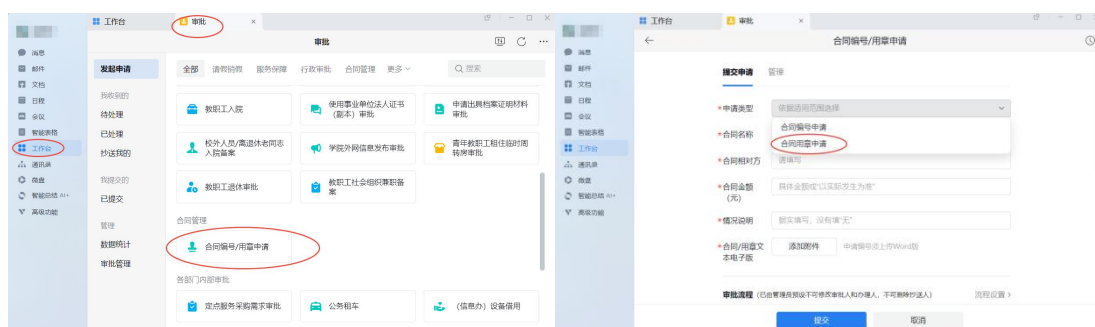 工作台
审批
消息
邮件
文档
日程
会议
智能表格
工作台
通讯录
微盘
智能总结 AI+
高级功能
审批
发起申请
我收到的
待处理
已处理
抄送我的
我提交的
已提交
管理
数据统计
审批管理
全部 请假销假 服务保障 行政审批 合同管理 更多
搜索
教职工入院
使用事业单位法人证书
(副本)审批
申请出具档案证明材料
审批
校外人员/离退休老同志
入院备案
学院外网信息发布审批
青年教职工租住临时周
转房审批
教职工退休审批
教职工社会组织兼职备
案
合同管理
合同编号/用章申请
各部门内部审批
定点服务采购需求审批
公务租车
(信息办)设备借用
工作台
审批
消息
邮件
文档
日程
会议
智能表格
工作台
通讯录
微盘
智能总结 AI+
高级功能
合同编号/用章申请
提交申请 管理
*申请类型
依据适用范围选择
合同编号申请
合同用章申请
*合同名称
*合同相对方
请填写
*合同金额
(元)
具体金额或"以实际发生为准"
*情况说明
据实填写,没有填"无"
*合同/用章文
本电子版
添加附件
申请编号须上传Word版
审批流程 (已由管理员预设不可修改审批人和办理人,不可删除抄送人)
流程设置
提交
取消